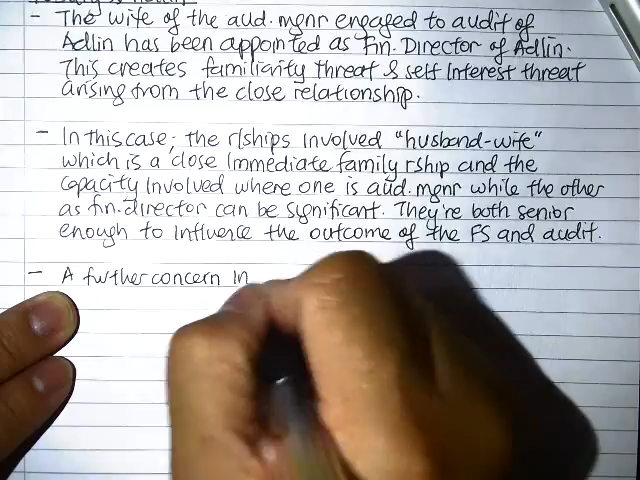 - The wife of the aud. mgnr engaged to audit of
Adlin has been appointed as Fin. Director of Adlin.
This creates familiarity threat & self interest threat
arising from the close relationship.
- In this case, the r/ships involved "husband-wife"
which is a close immediate family rship and the
capacity involved where one is aud. mgnr while the other
as fin. director can be significant. They're both senior
enough to influence the outcome of the FS and audit.
- A further concern in